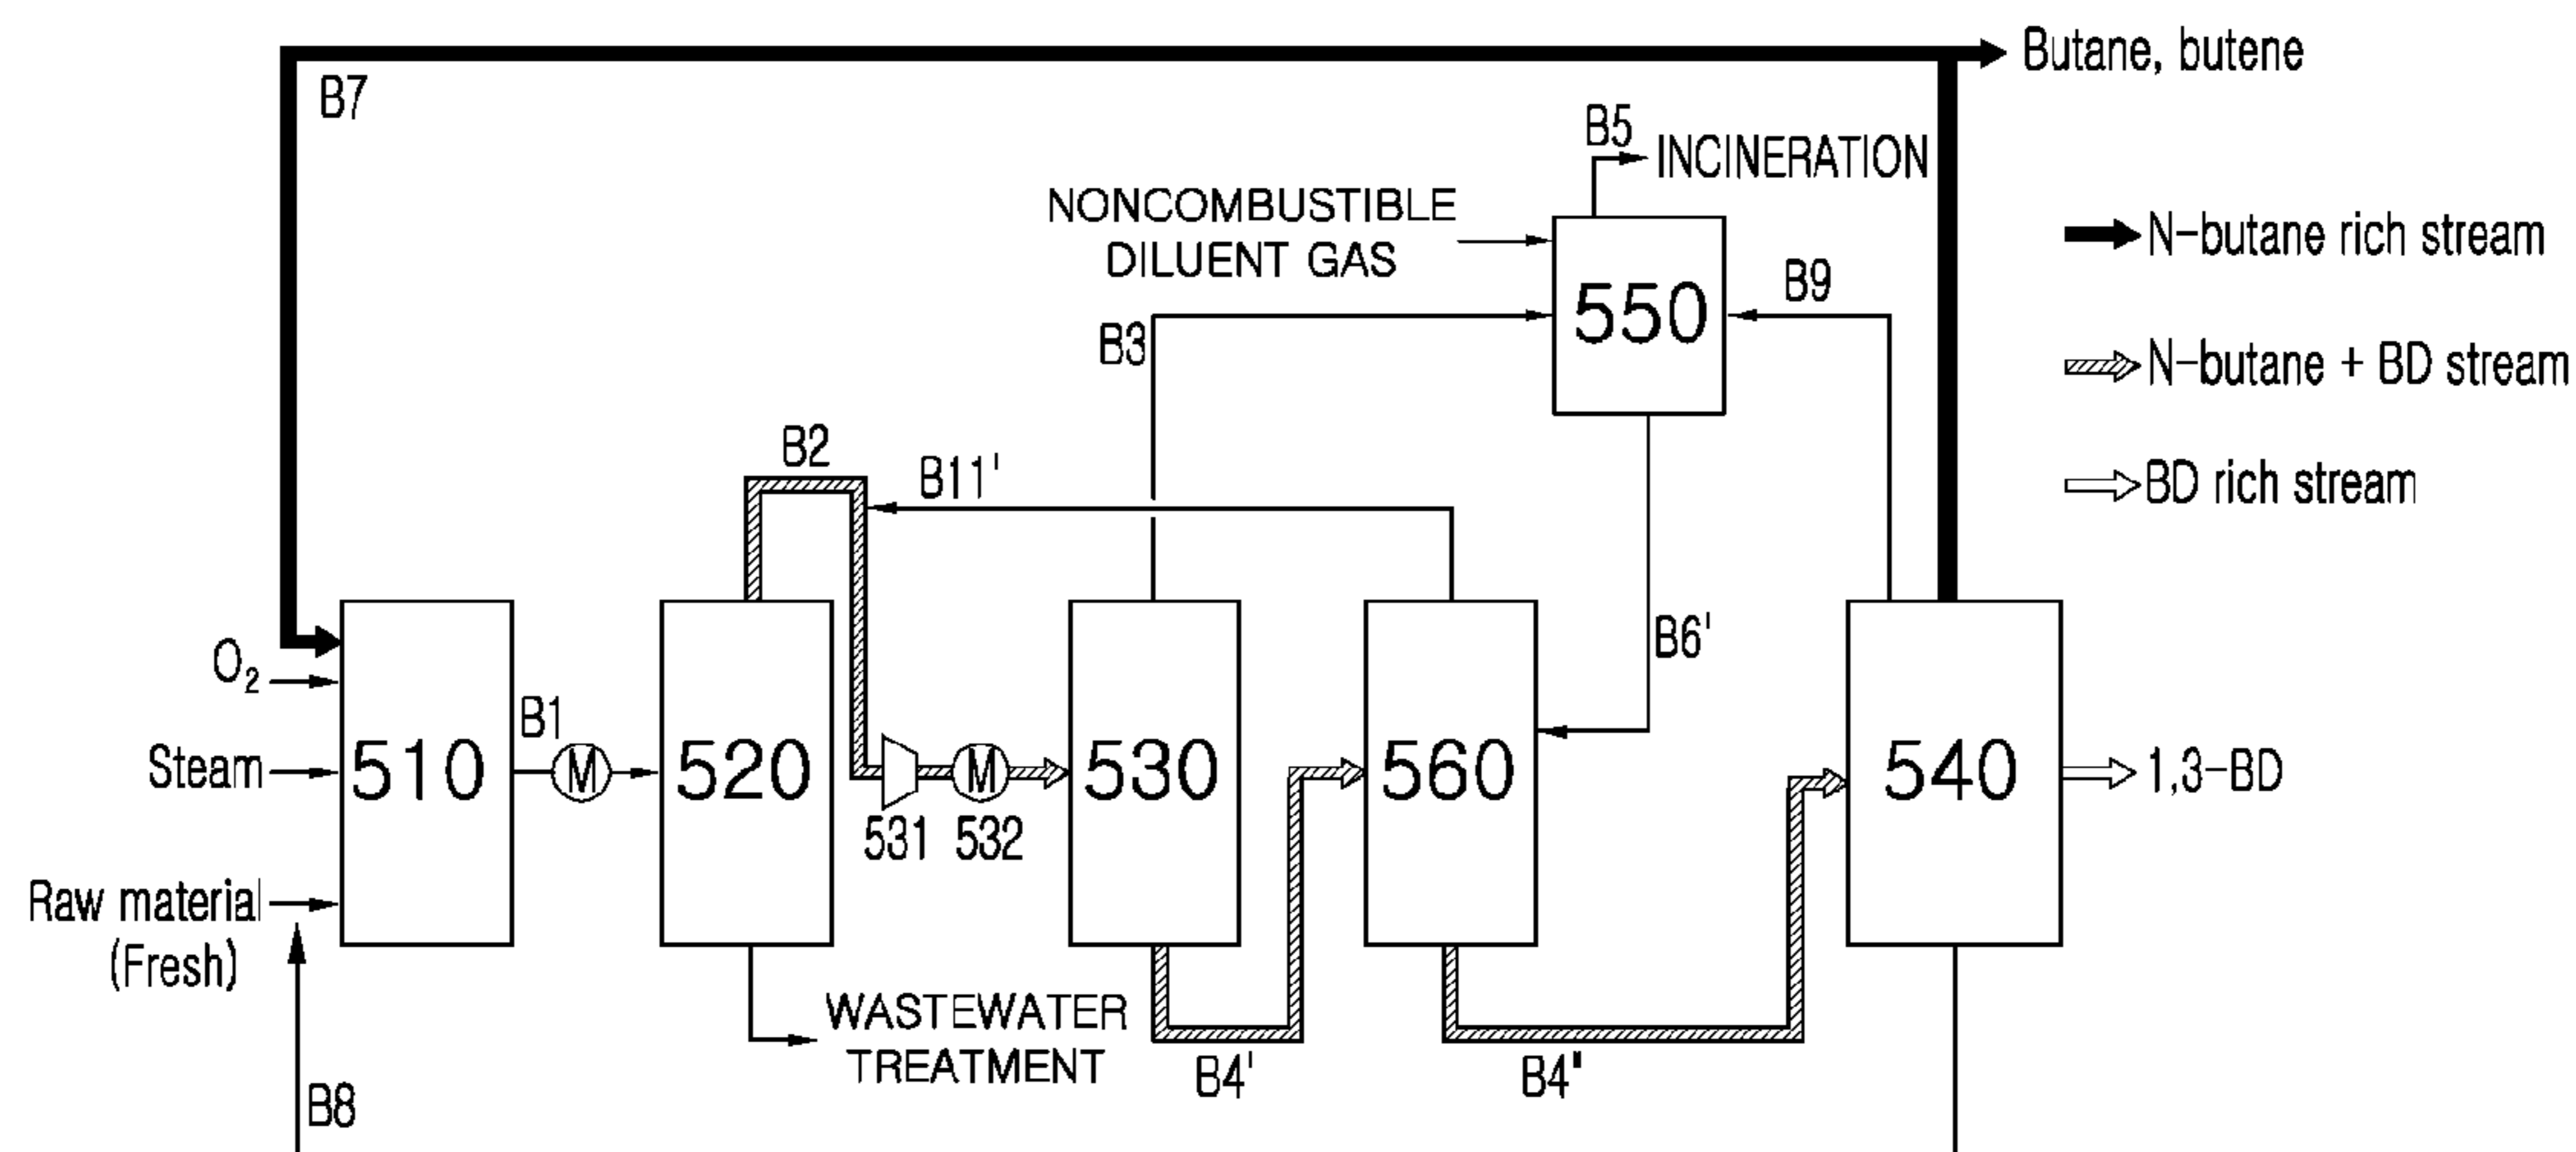 Butane, butene
B7
B5
INCINERATION
NONCOMBUSTIBLE
DILUENT GAS
N-butane rich stream
B9
550
B3
N-butane + BD stream
B2
B11'
BD rich stream
B6'
O2
B1
M
Steam
510
520
M
530
560
540
1,3-BD
531
532
Raw material
(Fresh)
WASTEWATER
TREATMENT
B4'
B4"
B8